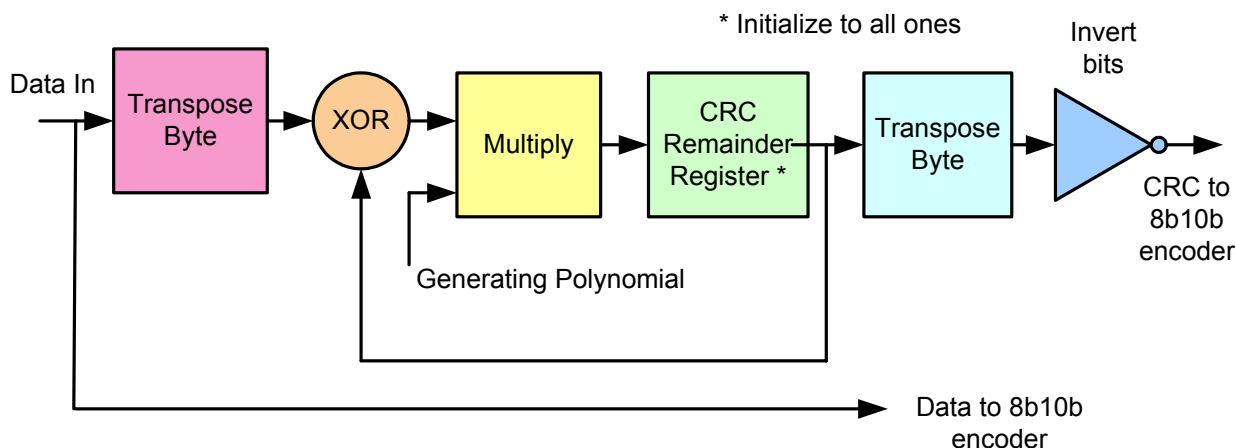 * Initialize to all ones
Invert
bits
Data In
Transpose
Byte
XOR
Multiply
CRC
Remainder
Register *
Transpose
Byte
CRC to
8b10b
encoder
Generating Polynomial
Data to 8b10b
encoder